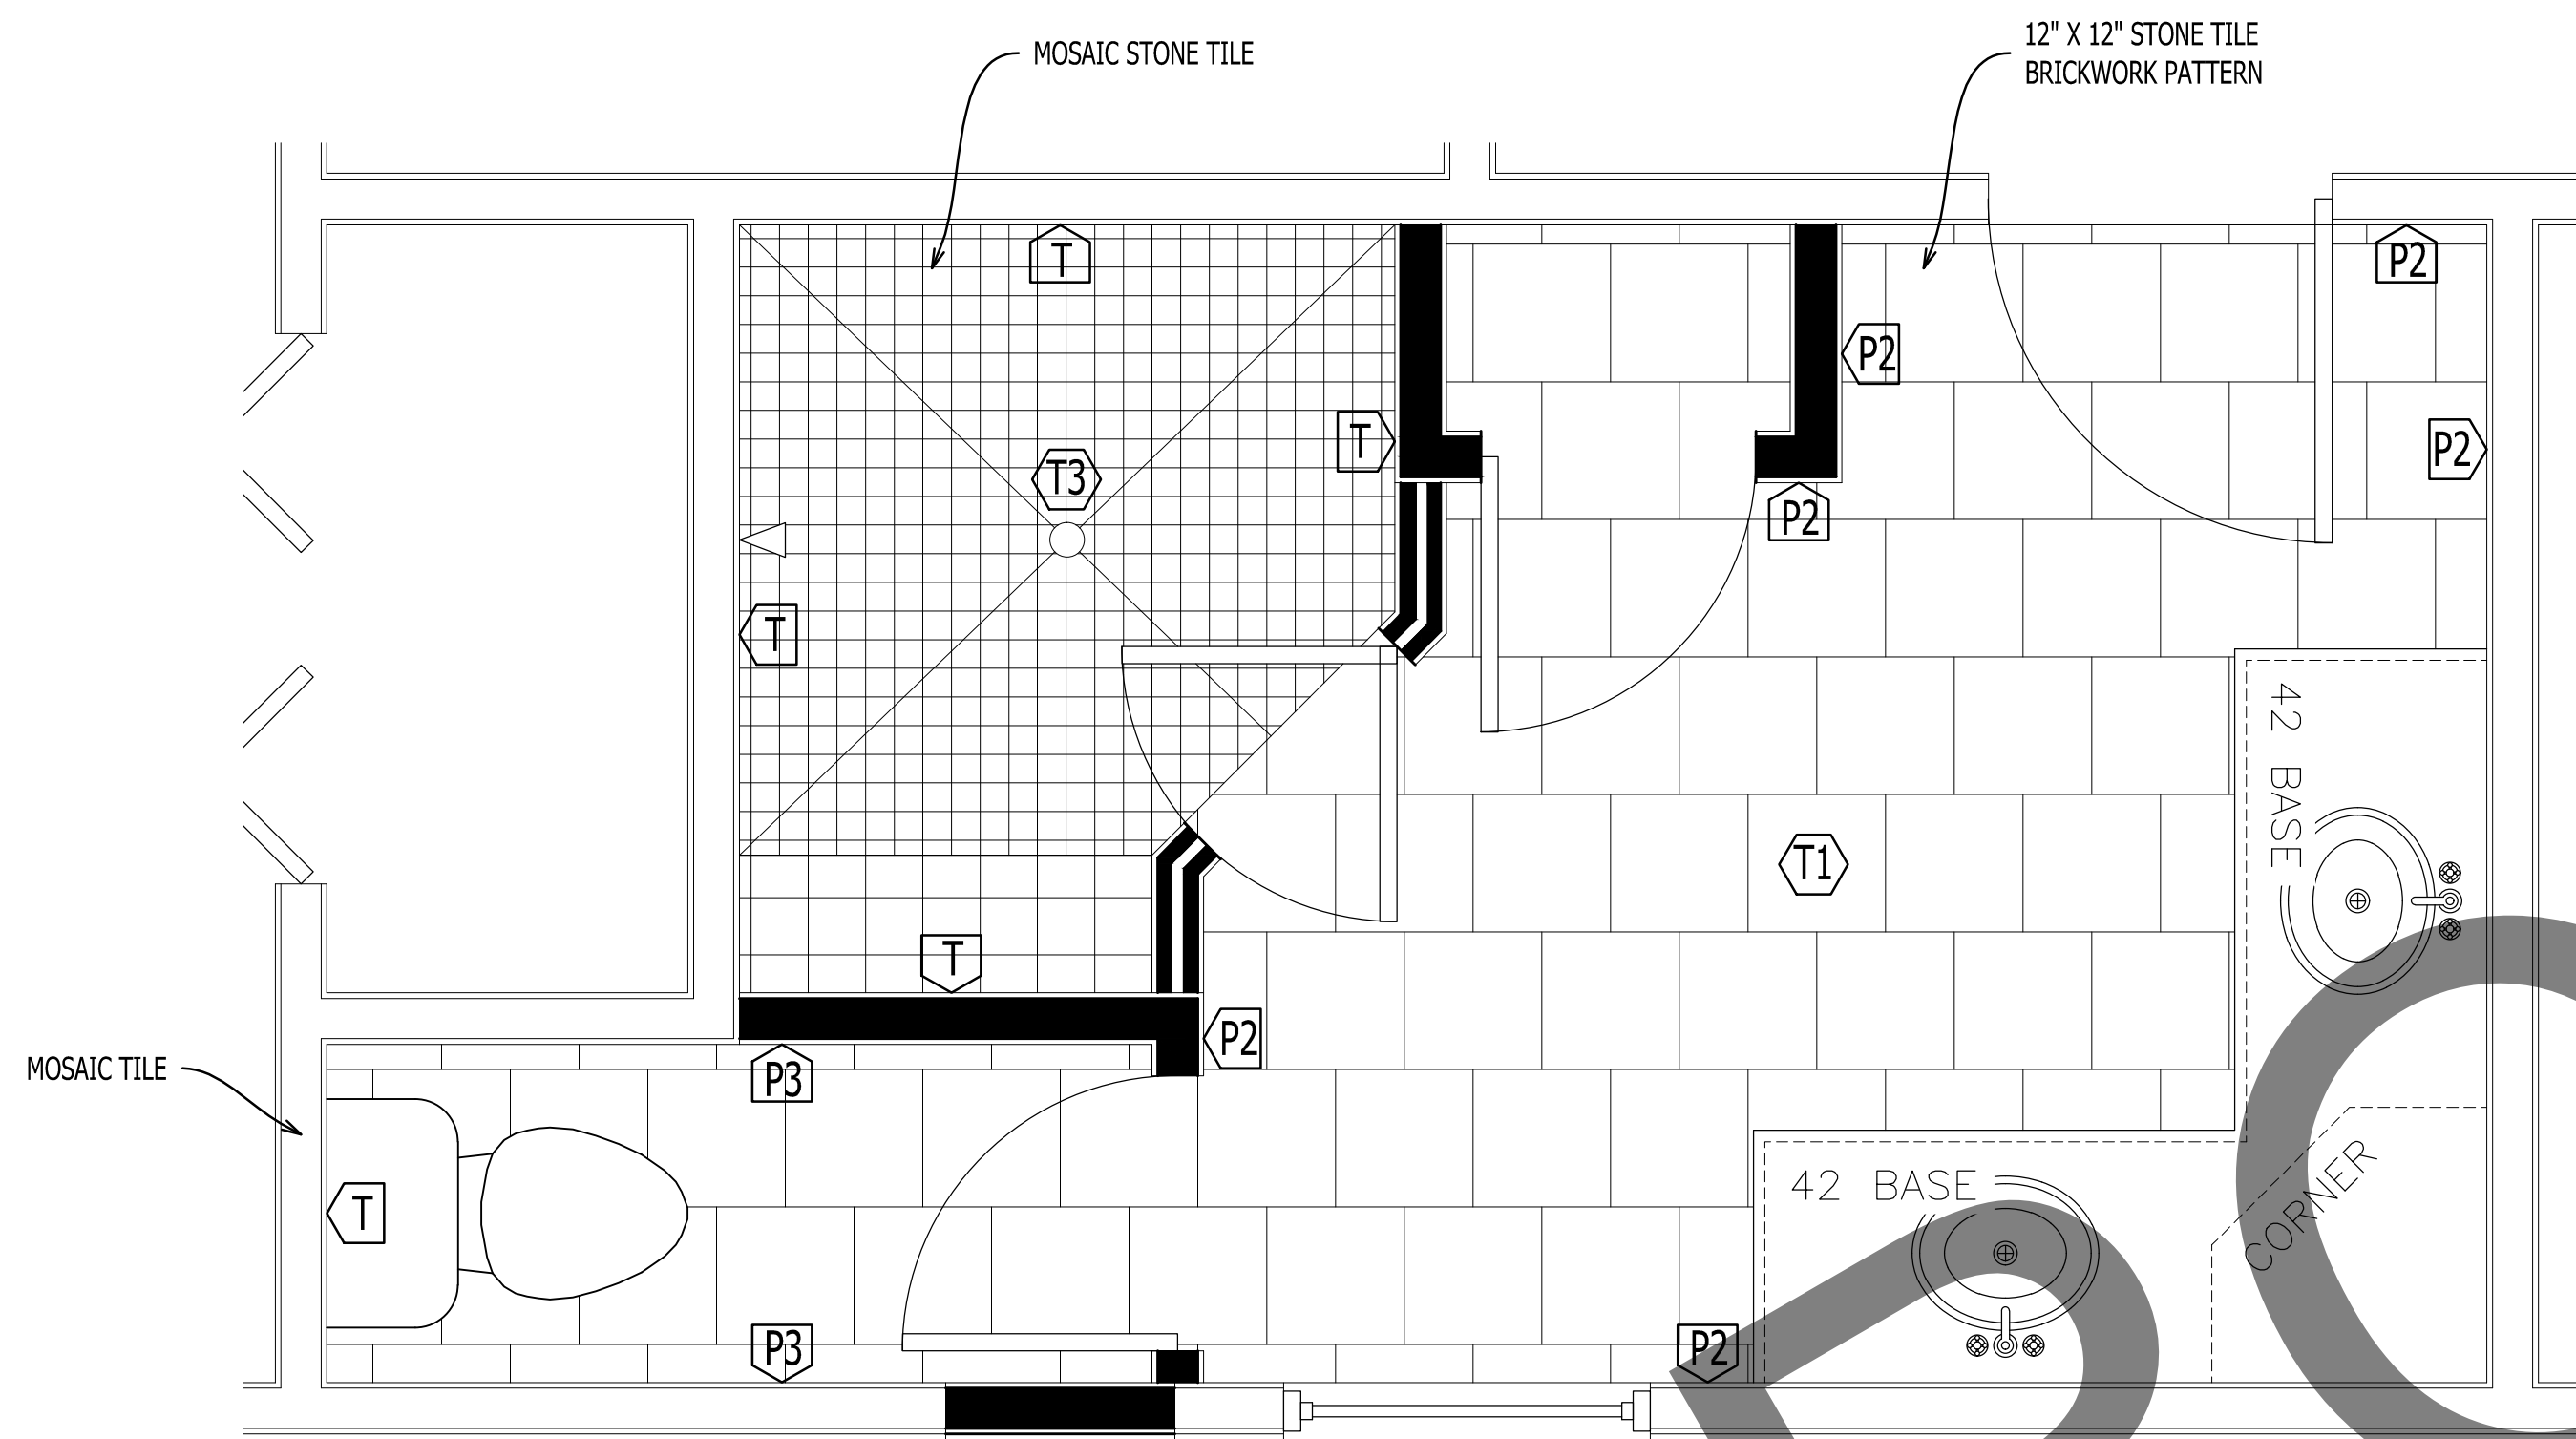 12" X 12" STONE TILE
BRICKWORK PATTERN
MOSAIC STONE TILE
T
P2
P2
T
P2
T3
P2
T
42 BASE
T1
T
P2
MOSAIC TILE
P3
42 BASE
CORNER
T
P3
P2